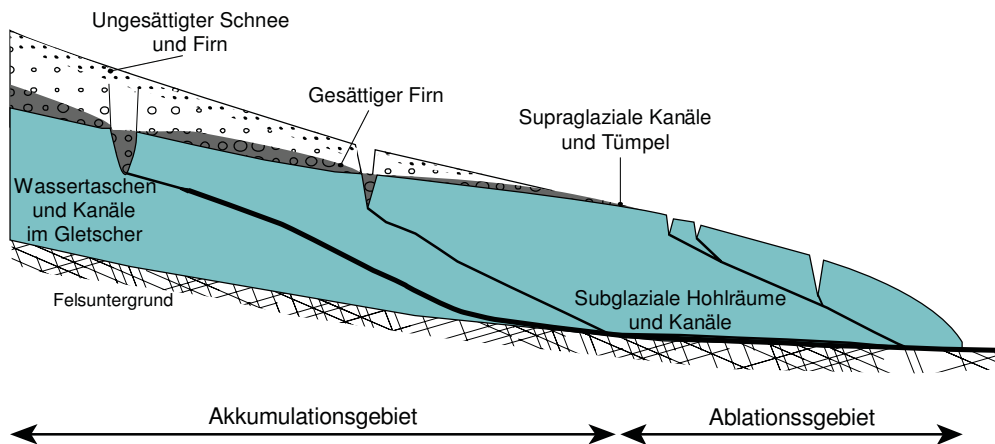 Ungesättigter Schnee
und Firn
Gesättiger Firn
Supraglaziale Kanäle
und Tümpel
Wassertaschen
und Kanäle
im Gletscher
Felsuntergrund
Subglaziale Hohlräume
und Kanäle
Akkumulationsgebiet
Ablationssgebiet